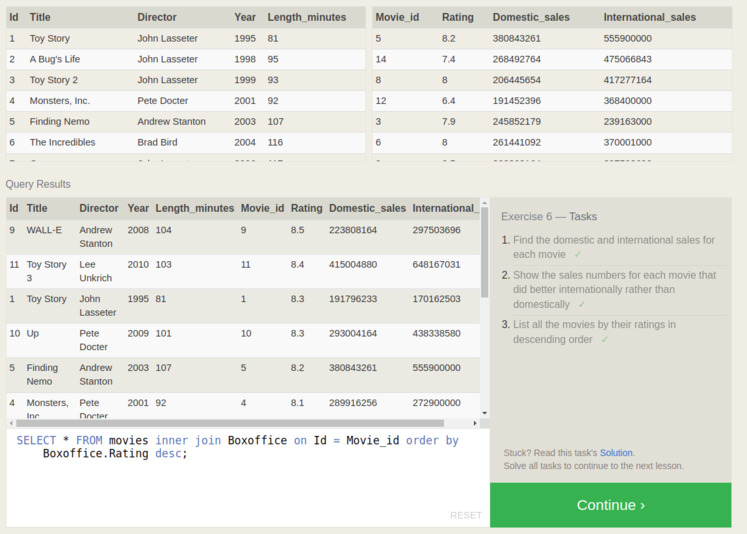 Id Title Director Year Length_minutes
1 Toy Story John Lasseter 1995 81
2 A Bug's Life John Lasseter 1998 95
3 Toy Story 2 John Lasseter 1999 93
4 Monsters, Inc. Pete Docter 2001 92
5 Finding Nemo Andrew Stanton 2003 107
6 The Incredibles Brad Bird 2004 116
Movie_id Rating Domestic_sales International_sales
5 8.2 380843261 555900000
14 7.4 268492764 475066843
8 8 206445654 417277164
12 6.4 191452396 368400000
3 7.9 245852179 239163000
6 8 261441092 370001000
Query Results
Id Title Director Year Length_minutes Movie_id Rating Domestic_sales International_
9 WALL-E Andrew 2008 104 9 8.5 223808164 297503696
Stanton
11 Toy Story Lee 2010 103 11 8.4 415004880 648167031
3 Unkrich
1 Toy Story John 1995 81 1 8.3 191796233 170162503
Lasseter
10 Up Pete 2009 101 10 8.3 293004164 438338580
Docter
5 Finding Andrew 2003 107 5 8.2 380843261 555900000
Nemo Stanton
4 Monsters, Pete 2001 92 4 8.1 289916256 272900000
Inc. Docter
SELECT * FROM movies inner join Boxoffice on Id = Movie_id order by
Boxoffice.Rating desc;
RESET
Exercise 6 — Tasks
1. Find the domestic and international sales for
each movie ✓
2. Show the sales numbers for each movie that
did better internationally rather than
domestically ✓
3. List all the movies by their ratings in
descending order ✓
Stuck? Read this task's Solution.
Solve all tasks to continue to the next lesson.
Continue ›